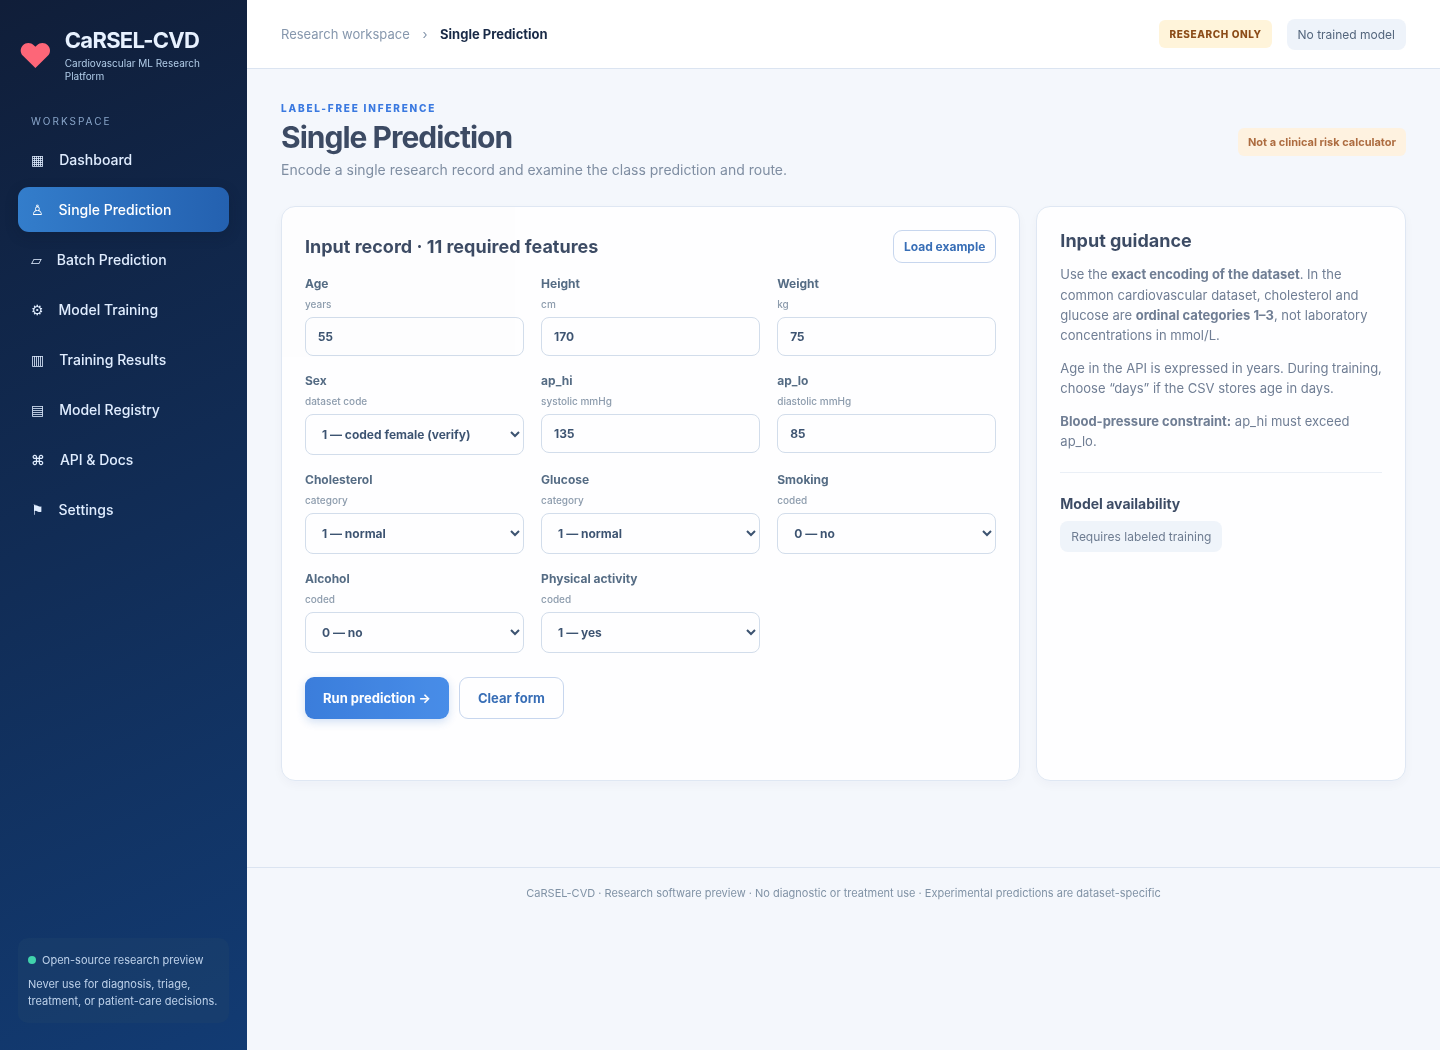 CaRSEL-CVD
Cardiovascular ML Research
Platform
WORKSPACE
Dashboard
Single Prediction
Batch Prediction
Model Training
Training Results
Model Registry
API & Docs
Settings
Open-source research preview
Never use for diagnosis, triage,
treatment, or patient-care decisions.
Research workspace › Single Prediction
RESEARCH ONLY
No trained model
LABEL-FREE INFERENCE
Single Prediction
Encode a single research record and examine the class prediction and route.
Not a clinical risk calculator
Input record · 11 required features
Load example
Age Height Weight
years cm kg
55 170 75
Sex ap_hi ap_lo
dataset code systolic mmHg diastolic mmHg
1 — coded female (verify) 135 85
Cholesterol Glucose Smoking
category category coded
1 — normal 1 — normal 0 — no
Alcohol Physical activity
coded coded
0 — no 1 — yes
Run prediction → Clear form
Input guidance
Use the exact encoding of the dataset. In the
common cardiovascular dataset, cholesterol and
glucose are ordinal categories 1–3, not laboratory
concentrations in mmol/L.
Age in the API is expressed in years. During training,
choose “days” if the CSV stores age in days.
Blood-pressure constraint: ap_hi must exceed
ap_lo.
Model availability
Requires labeled training
CaRSEL-CVD · Research software preview · No diagnostic or treatment use · Experimental predictions are dataset-specific